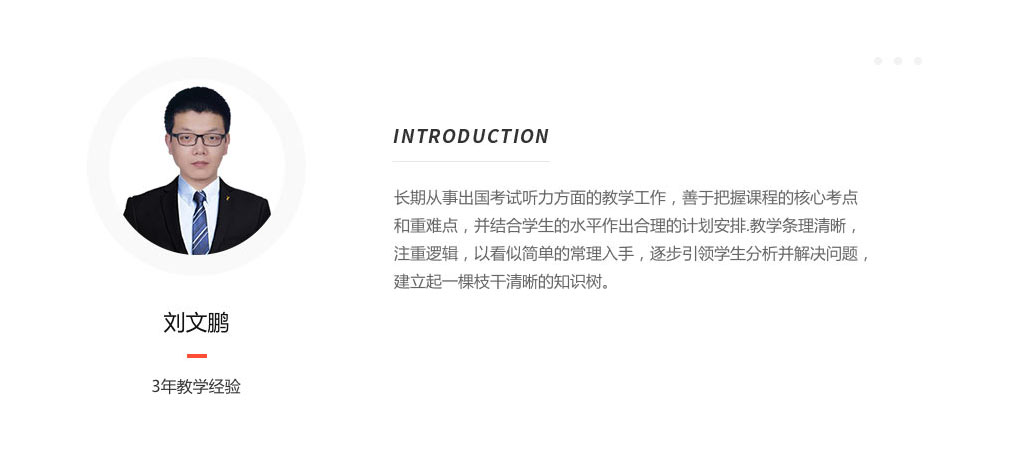 INTRODUCTION
长期从事出国考试听力方面的教学工作，善于把握课程的核心考点
和重难点，并结合学生的水平作出合理的计划安排.教学条理清晰，
注重逻辑，以看似简单的常理入手，逐步引领学生分析并解决问题，
建立起一棵枝干清晰的知识树。
刘文鹏
3年教学经验